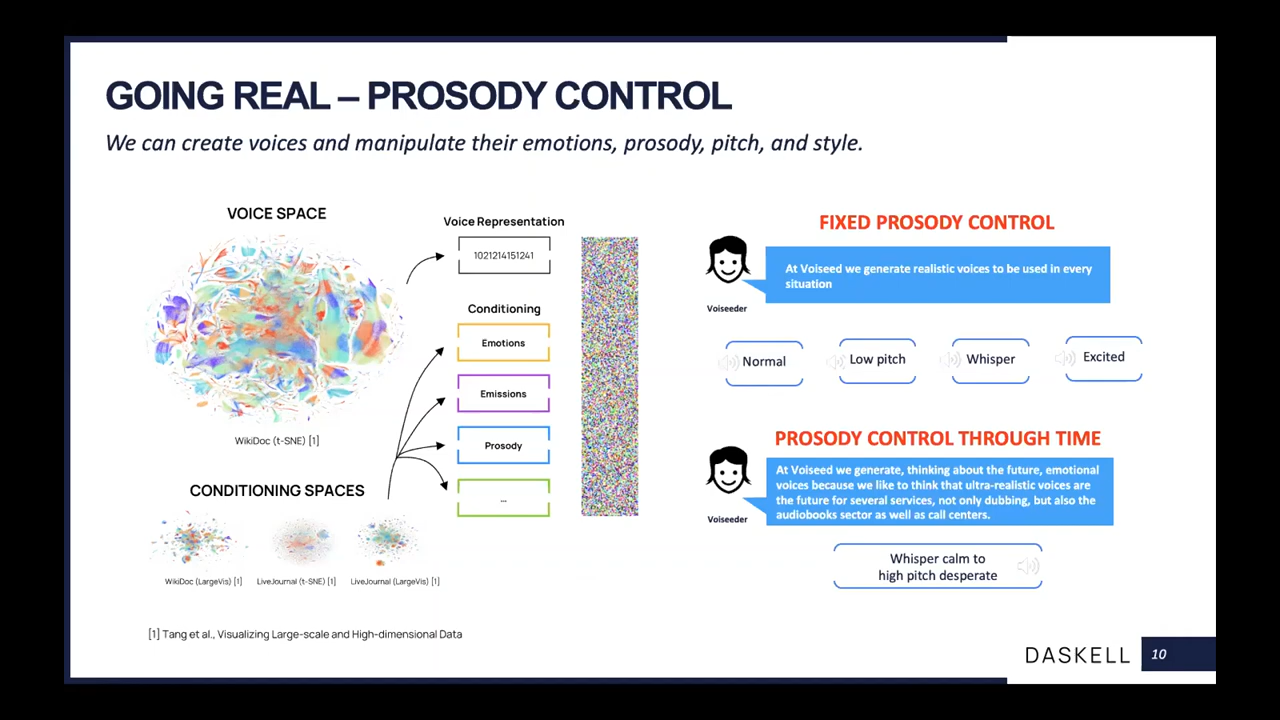 GOING REAL – PROSODY CONTROL
We can create voices and manipulate their emotions, prosody, pitch, and style.
VOICE SPACE
WikiDoc (t-SNE) [1]
CONDITIONING SPACES
WikiDoc (LargeVis) [1]
LiveJournal (t-SNE) [1]
LiveJournal (LargeVis) [1]
[1] Tang et al., Visualizing Large-scale and High-dimensional Data
Voice Representation
1021214151241
Conditioning
Emotions
Emissions
Prosody
...
FIXED PROSODY CONTROL
At Voiseed we generate realistic voices to be used in every
situation
Voiseeder
Normal
Low pitch
Whisper
Excited
PROSODY CONTROL THROUGH TIME
At Voiseed we generate, thinking about the future, emotional
voices because we like to think that ultra-realistic voices are
the future for several services, not only dubbing, but also the
audiobooks sector as well as call centers.
Voiseeder
Whisper calm to
high pitch desperate
DASKELL
10